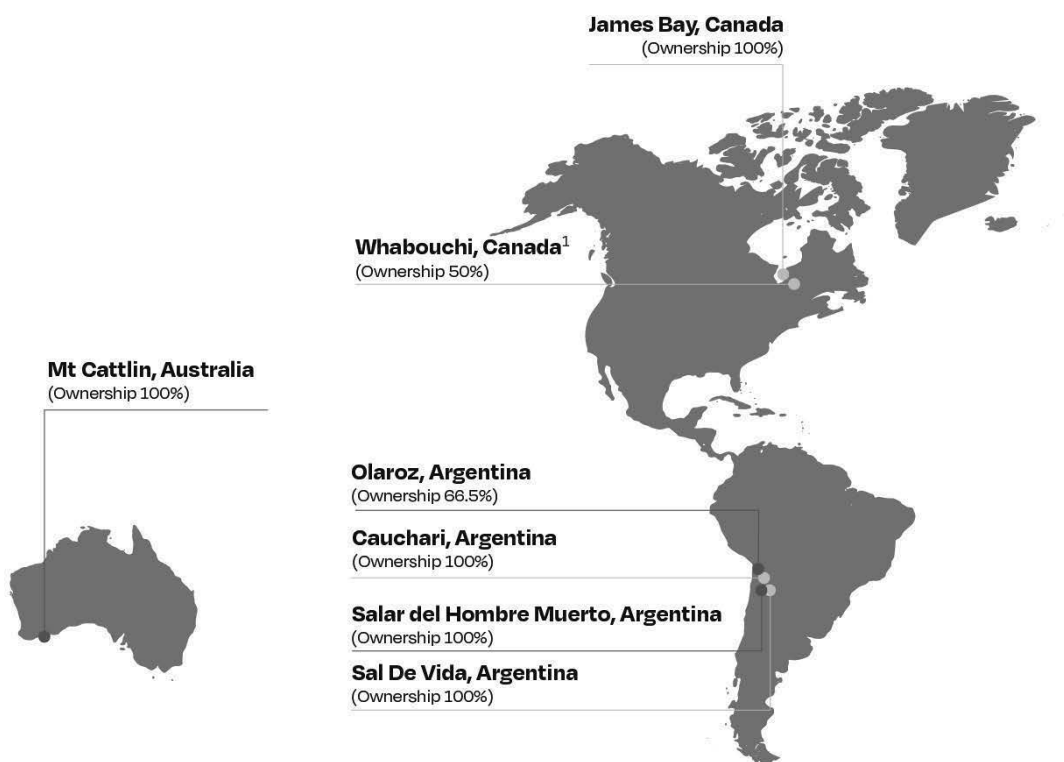 James Bay, Canada
(Ownership 100%)
Whabouchi, Canada¹
(Ownership 50%)
Mt Cattlin, Australia
(Ownership 100%)
Olaroz, Argentina
(Ownership 66.5%)
Cauchari, Argentina
(Ownership 100%)
Salar del Hombre Muerto, Argentina
(Ownership 100%)
Sal De Vida, Argentina
(Ownership 100%)